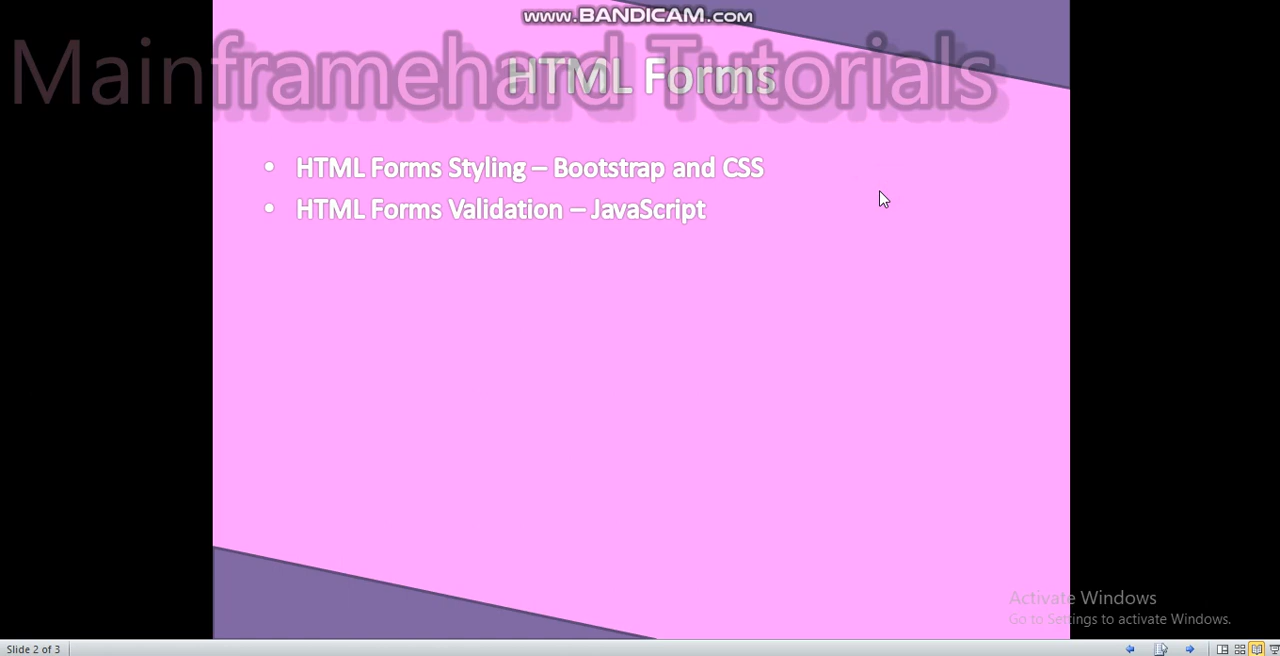 www.BANDICAM.com
Mainframehard Tutorials
HTML Forms
• HTML Forms Styling – Bootstrap and CSS
• HTML Forms Validation – JavaScript
Activate Windows
Go to Settings to activate Windows.
Slide 2 of 3